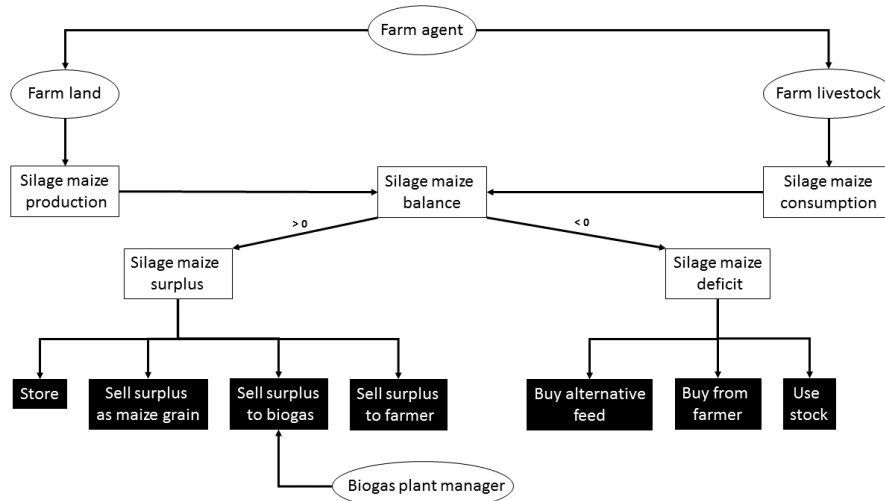 Farm agent
Farm land
Farm livestock
Silage maize
production
Silage maize
balance
Silage maize
consumption
> 0
< 0
Silage maize
surplus
Silage maize
deficit
Store
Sell surplus
as maize grain
Sell surplus
to biogas
Sell surplus
to farmer
Buy alternative
feed
Buy from
farmer
Use
stock
Biogas plant manager